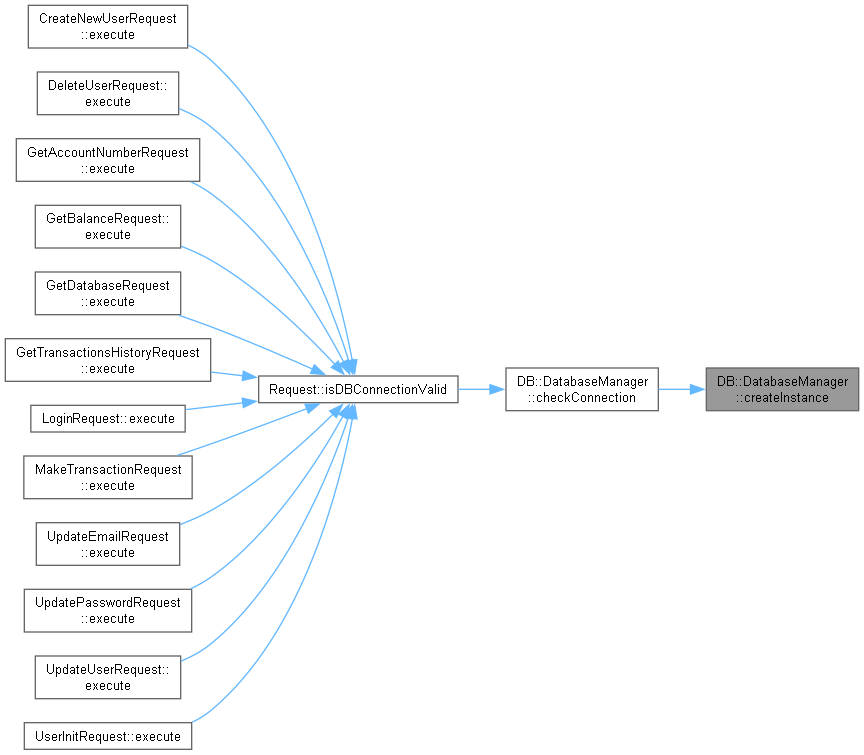 CreateNewUserRequest
::execute
DeleteUserRequest::
execute
GetAccountNumberRequest
::execute
GetBalanceRequest::
execute
GetDatabaseRequest
::execute
GetTransactionsHistoryRequest
::execute
LoginRequest::execute
MakeTransactionRequest
::execute
UpdateEmailRequest
::execute
UpdatePasswordRequest
::execute
UpdateUserRequest::
execute
UserInitRequest::execute
Request::isDBConnectionValid
DB::DatabaseManager
::checkConnection
DB::DatabaseManager
::createInstance